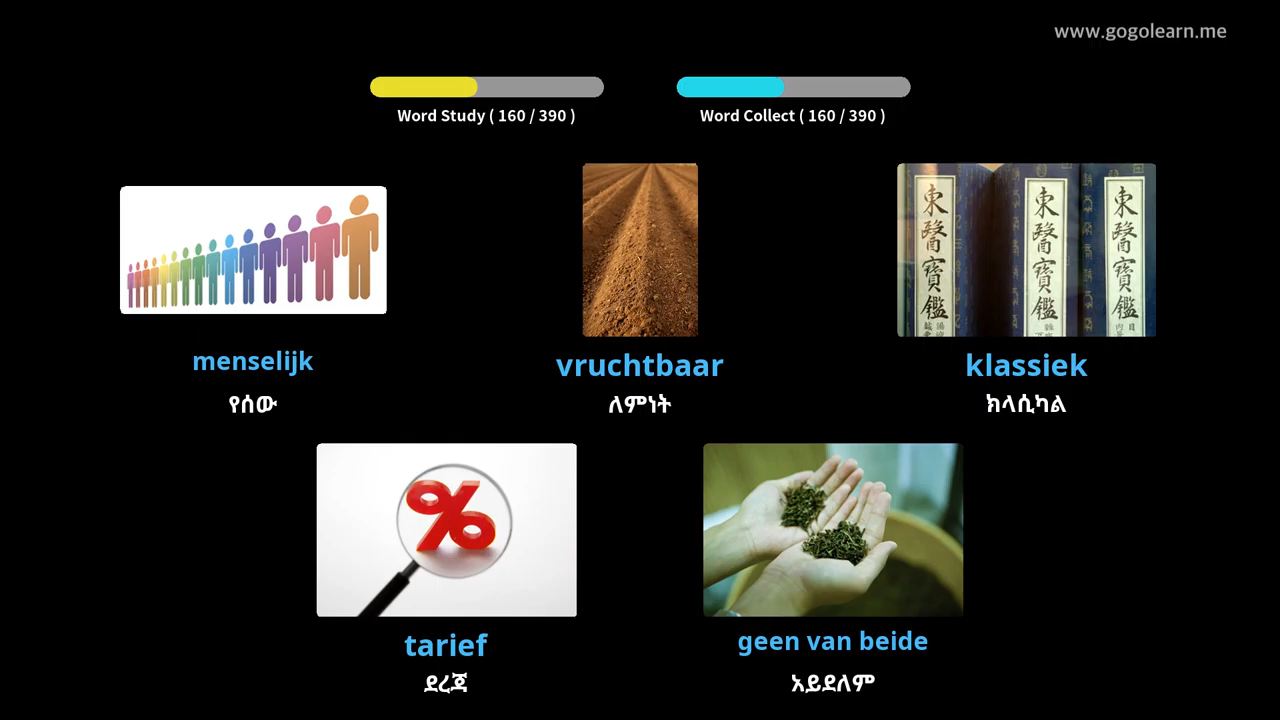 www.gogolearn.me
Word Study ( 160 / 390 )
Word Collect ( 160 / 390 )
東醫寶鑑
東醫寶鑑
東醫寶鑑
menselijk
vruchtbaar
klassiek
የሰው
ለምነት
ክላሲካል
tarief
geen van beide
ደረጃ
አይደለም